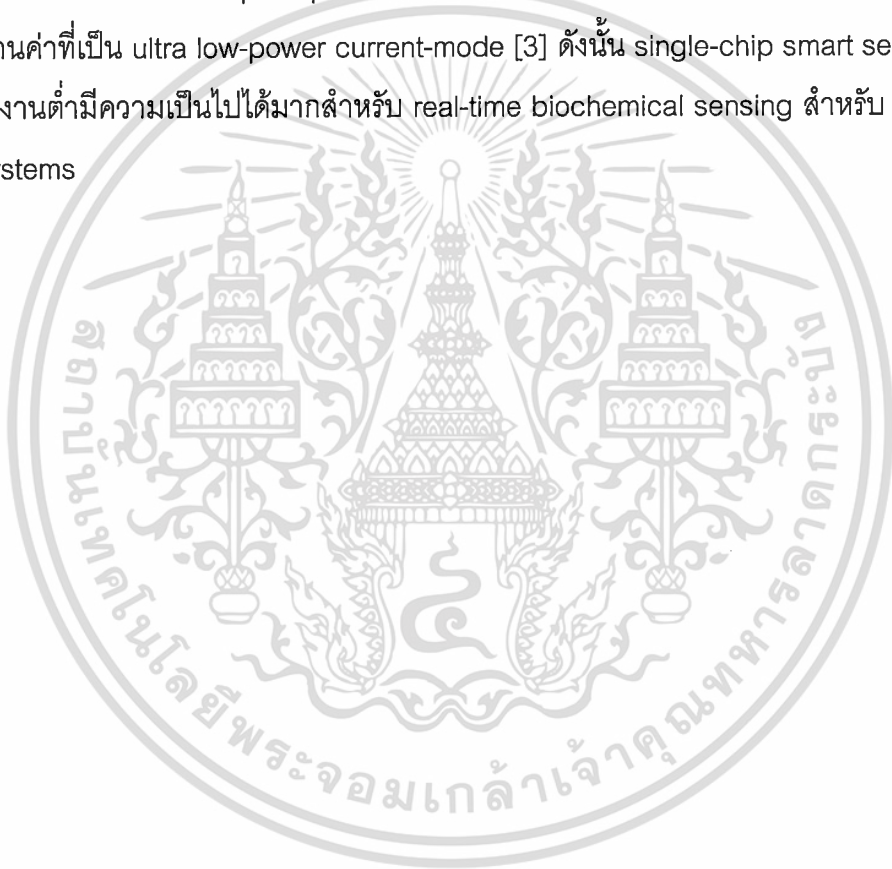 านค่าที่เป็น ultra low-power current-mode [3] ดังนั้น single-chip smart se
งานต่ำมีความเป็นไปได้มากสำหรับ real-time biochemical sensing สำหรับ
stems
สถาบันเทคโนโลยีพระจอมเกล้าเจ้าคุณทหารลาดกระบัง